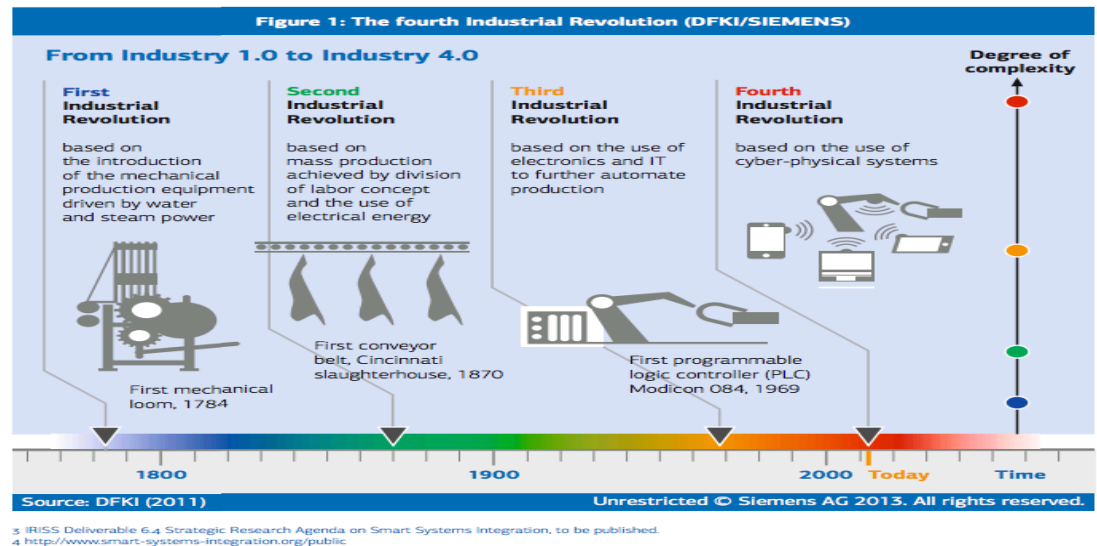 Figure 1: The fourth Industrial Revolution (DFKI/SIEMENS)
From Industry 1.0 to Industry 4.0
Degree of
complexity
First
Industrial
Revolution
based on
the introduction
of the mechanical
production equipment
driven by water
and steam power
Second
Industrial
Revolution
based on
mass production
achieved by division
of labor concept
and the use of
electrical energy
Third
Industrial
Revolution
based on the use of
electronics and IT
to further automate
production
Fourth
Industrial
Revolution
based on the use of
cyber-physical systems
First mechanical
loom, 1784
First conveyor
belt, Cincinnati
slaughterhouse, 1870
First programmable
logic controller (PLC)
Modicon 084, 1969
1800
1900
2000
Today
Time
Source: DFKI (2011)
Unrestricted © Siemens AG 2013. All rights reserved.
3 IRISS Deliverable 6.4 Strategic Research Agenda on Smart Systems Integration, to be published.
4 http://www.smart-systems-integration.org/public